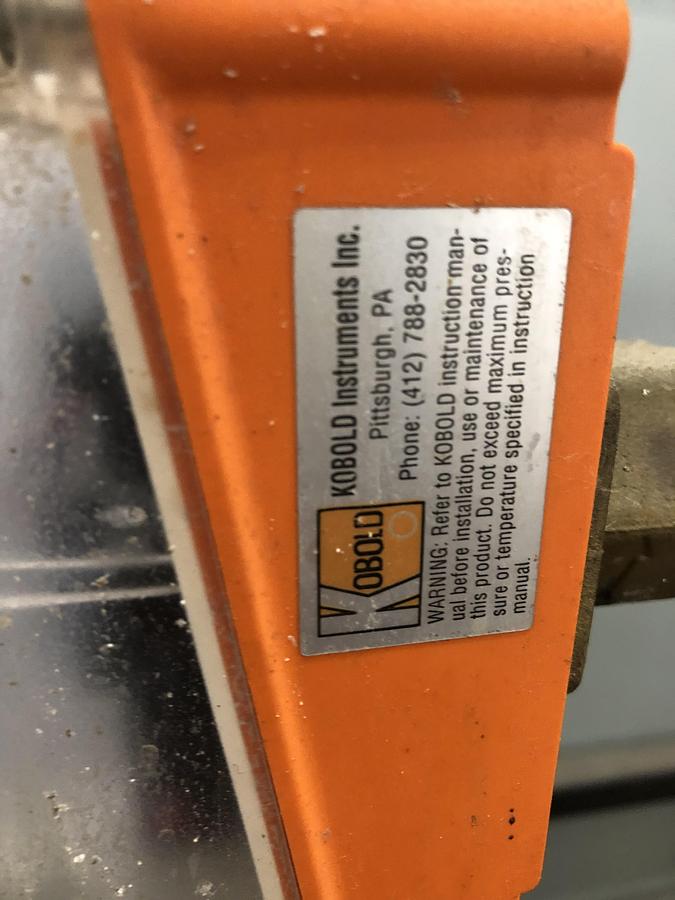 KOBOLD
KOBOLD Instruments Inc.
Pittsburgh, PA
Phone: (412) 788-2830
WARNING: Refer to KOBOLD instruction man-
ual before installation, use or maintenance of
this product. Do not exceed maximum pres-
sure or temperature specified in instruction
manual.